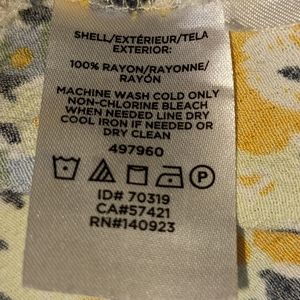 SHELL/EXTÉRIEUR/TELA
EXTERIOR:
100% RAYON/RAYONNE/
RAYÓN
MACHINE WASH COLD ONLY
NON-CHLORINE BLEACH
WHEN NEEDED LINE DRY
COOL IRON IF NEEDED OR
DRY CLEAN
497960
P
ID# 70319
CA#57421
RN#140923